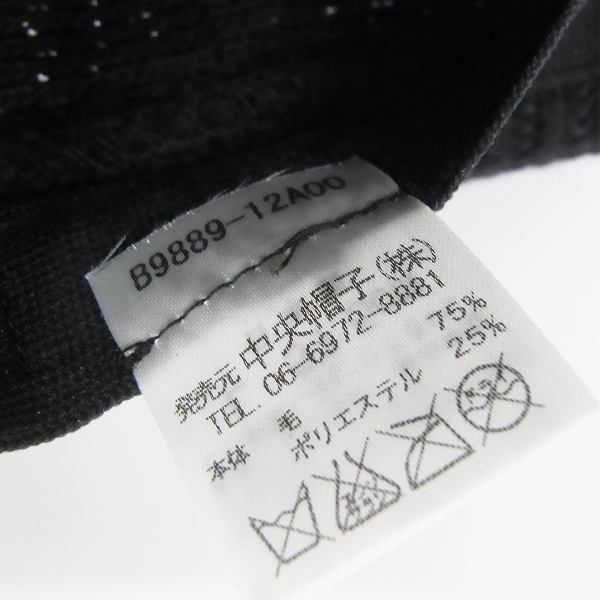 B9889-12A00
発売元 中央帽子(株)
TEL. 06-6972-8881
本体 毛 75%
ポリエステル 25%